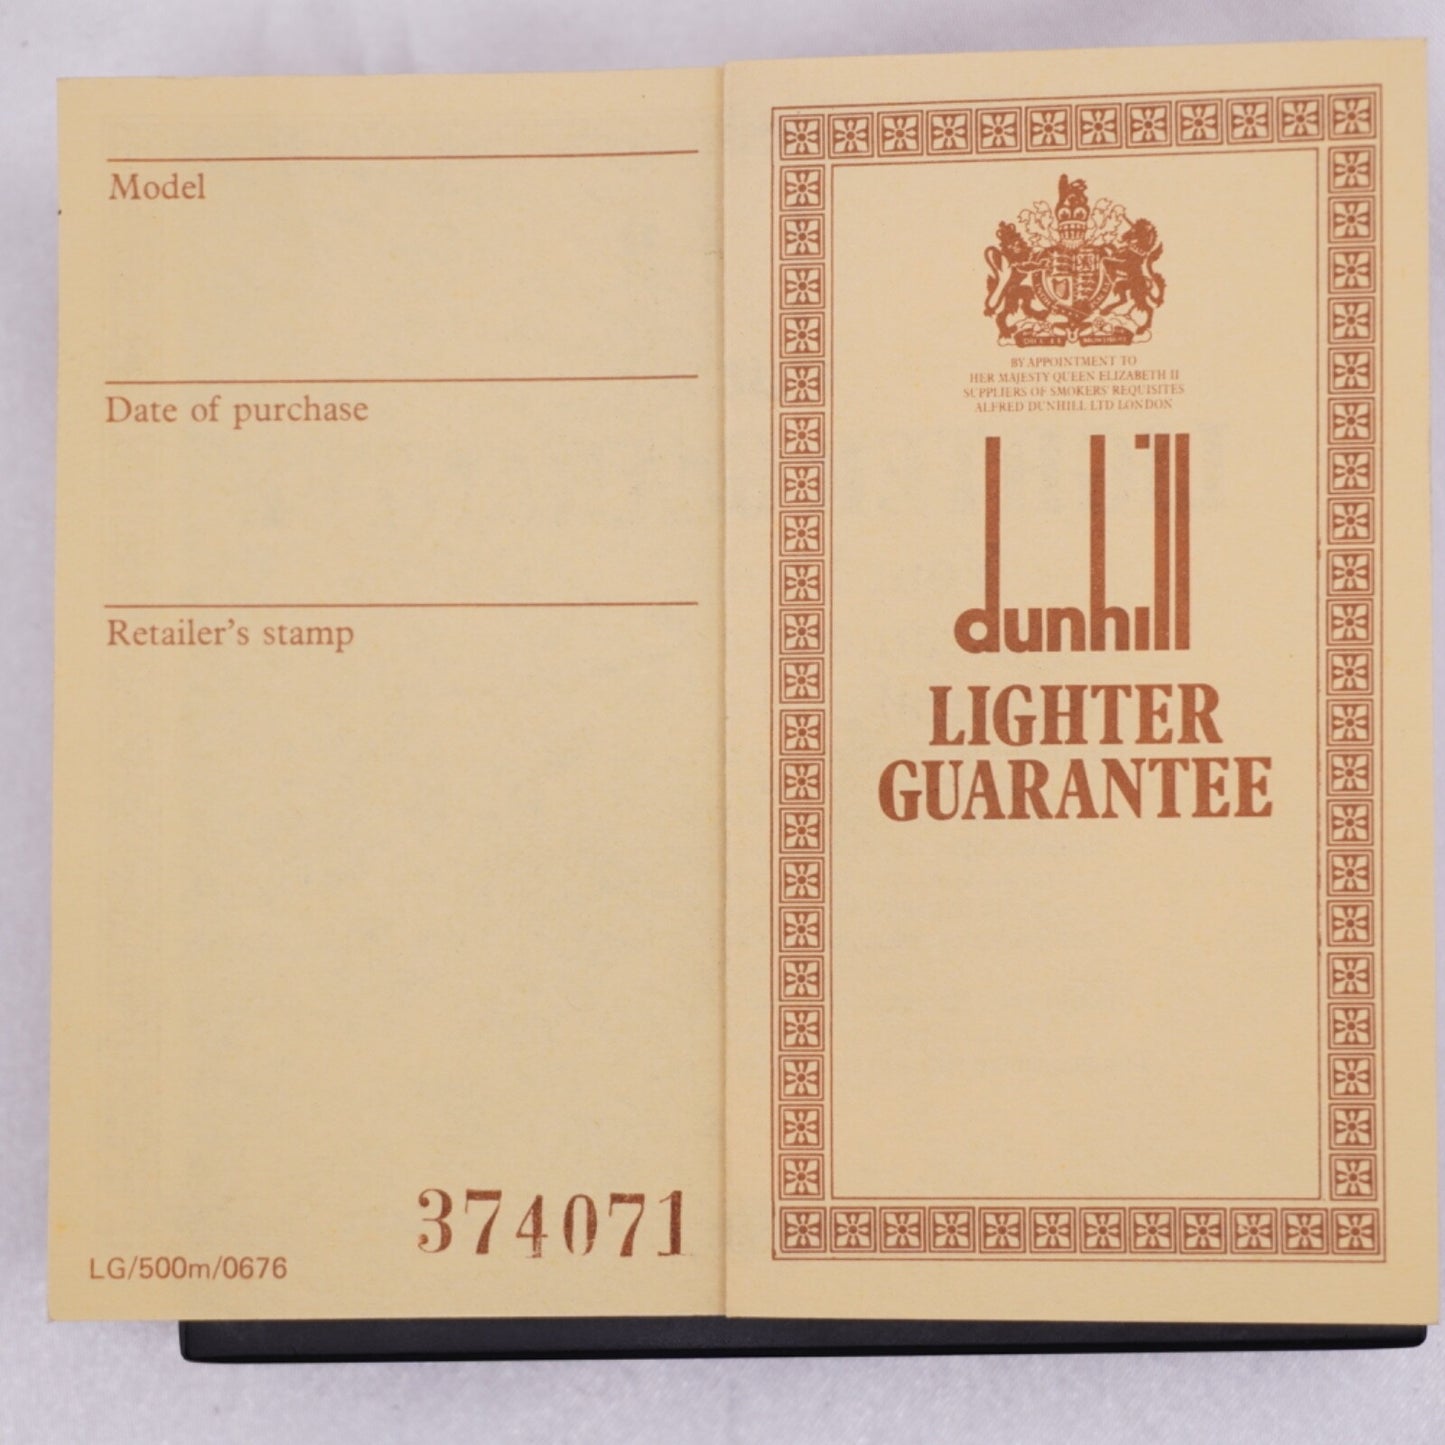 Model
Date of purchase
Retailer's stamp
374071
LG/500m/0676
BY APPOINTMENT TO
HER MAJESTY QUEEN ELIZABETH II
SUPPLIERS OF SMOKERS' REQUISITES
ALFRED DUNHILL LTD LONDON
dunhill
LIGHTER
GUARANTEE